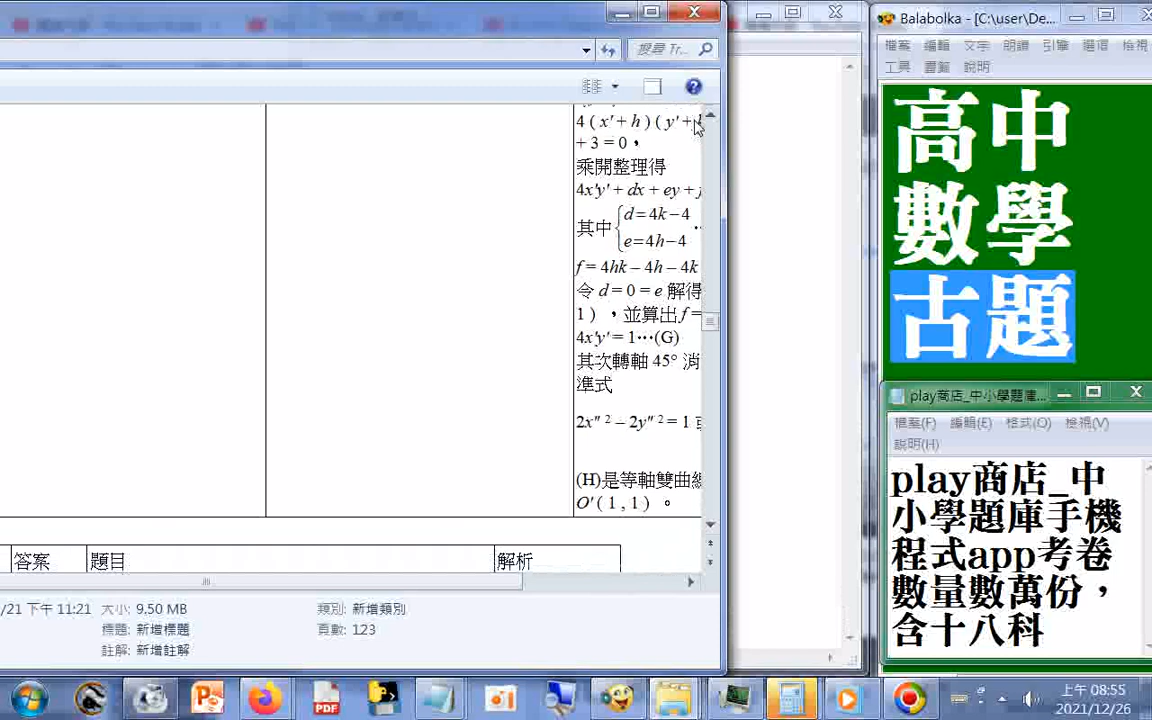 搜尋 Tr...
4 ( x' + h ) ( y' +
+ 3 = 0，
乘開整理得
4x'y' + dx + ey +
其中 d = 4k – 4
e = 4h – 4
f = 4hk – 4h – 4k
令 d = 0 = e 解得
1 ) ，並算出 f =
4x'y' = 1⋯(G)
其次轉軸 45° 消
準式
2x" ² – 2y" ² = 1
(H)是等軸雙曲線
O' ( 1 , 1 ) 。
答案 題目 解析
/21 下午 11:21 大小: 9.50 MB 類別: 新增類別
標題: 新增標題 頁數: 123
註解: 新增註解
Balabolka - [C:\user\De...
檔案 編輯 文字 朗讀 引擎 選項 檢視
工具 書籤 說明
高中
數學
古題
play商店_中小學題庫...
檔案(F) 編輯(E) 格式(O) 檢視(V)
說明(H)
play商店_中
小學題庫手機
程式app考卷
數量數萬份，
含十八科
上午 08:55
2021/12/26